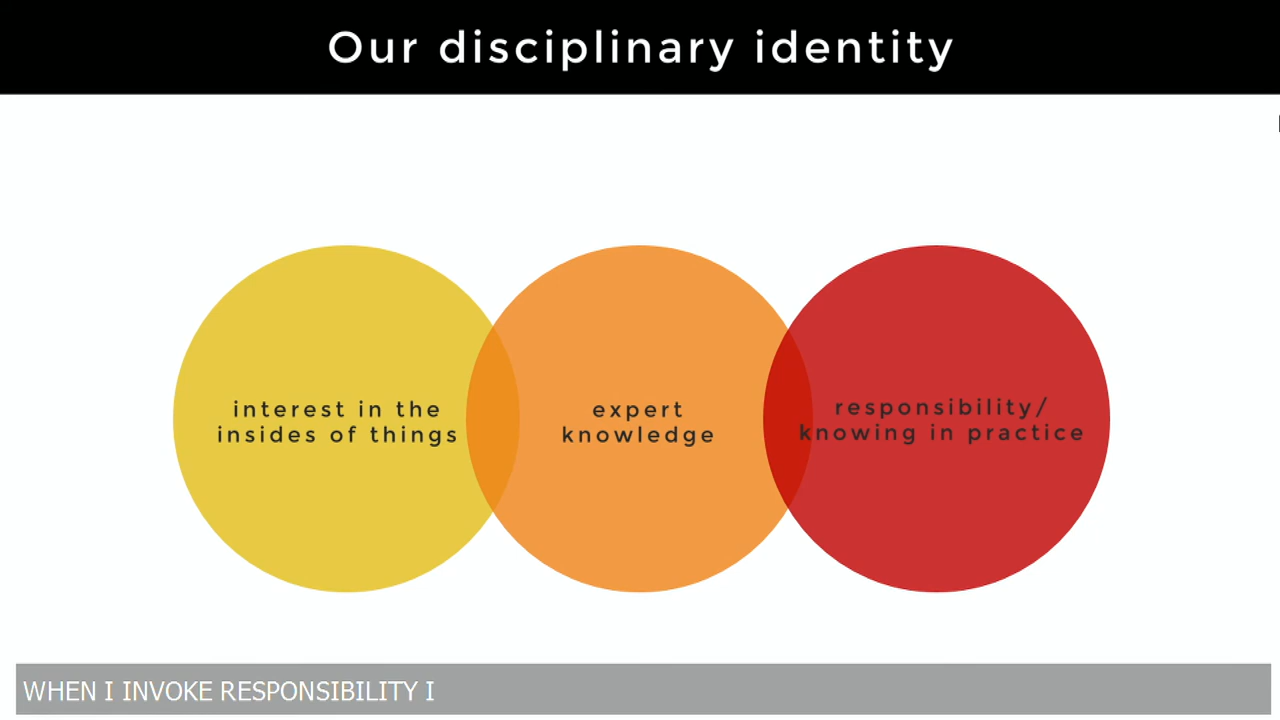 Our disciplinary identity
interest in the
insides of things
expert
knowledge
responsibility/
knowing in practice
WHEN I INVOKE RESPONSIBILITY I